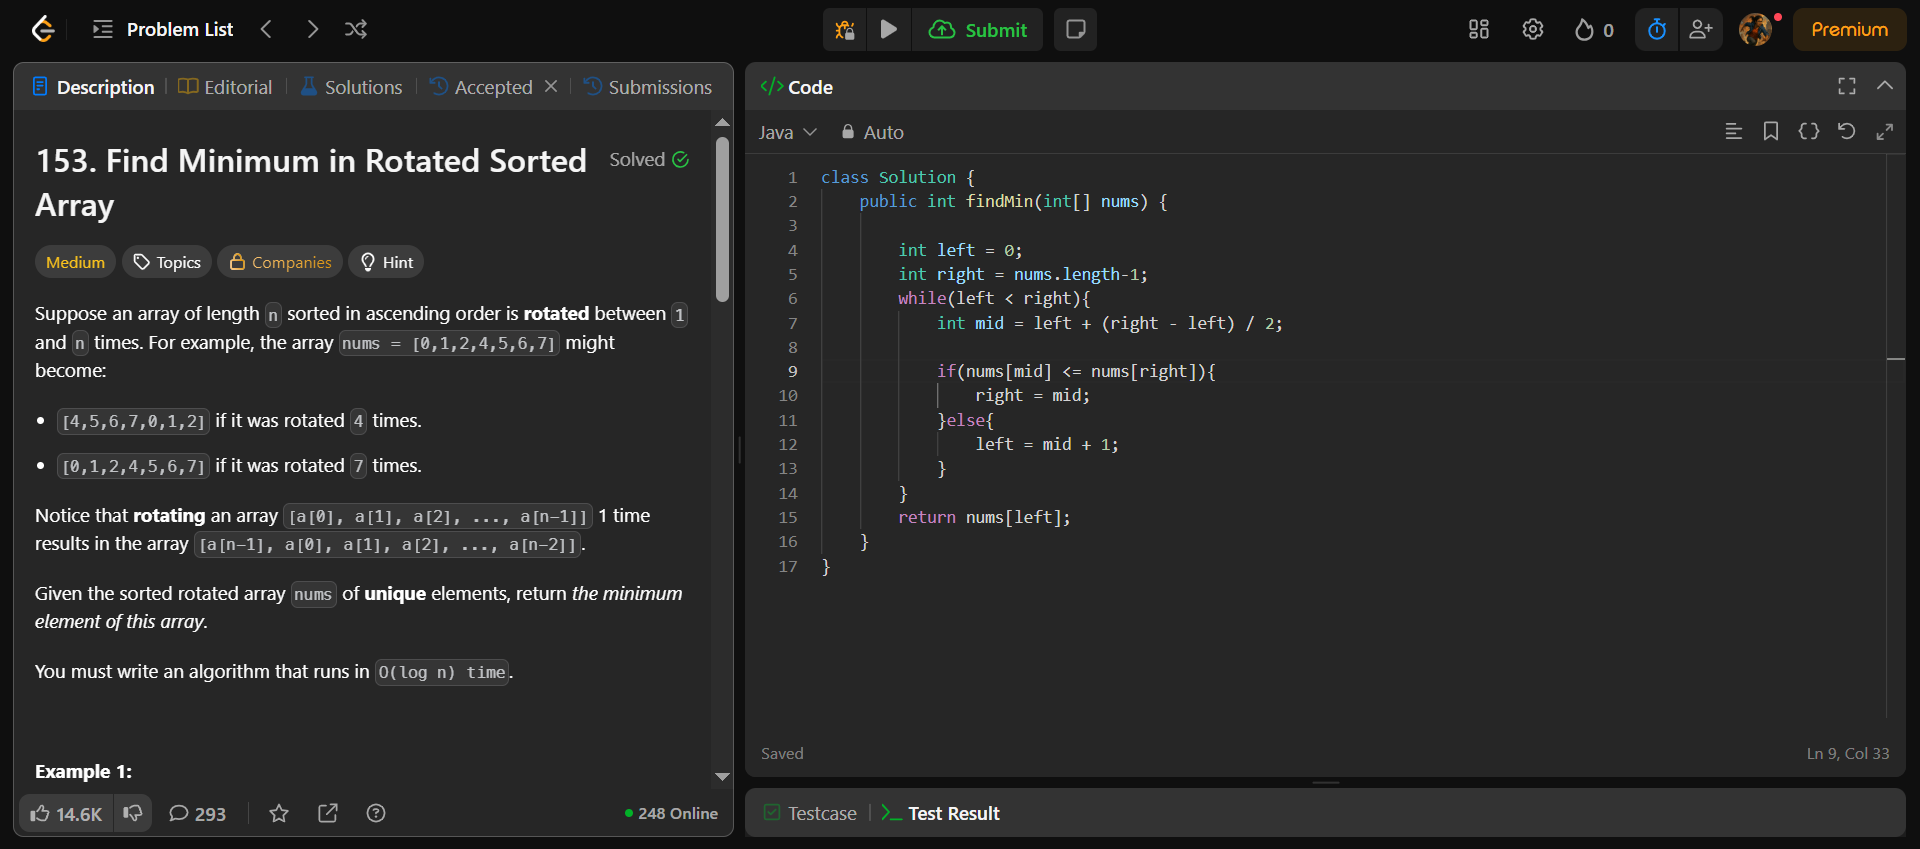 Problem List
Submit
0
Premium
Description
Editorial
Solutions
Accepted
Submissions
153. Find Minimum in Rotated Sorted
Array
Solved
Medium
Topics
Companies
Hint
Suppose an array of length n sorted in ascending order is rotated between 1
and n times. For example, the array nums = [0,1,2,4,5,6,7] might
become:
• [4,5,6,7,0,1,2] if it was rotated 4 times.
• [0,1,2,4,5,6,7] if it was rotated 7 times.
Notice that rotating an array [a[0], a[1], a[2], ..., a[n-1]] 1 time
results in the array [a[n-1], a[0], a[1], a[2], ..., a[n-2]].
Given the sorted rotated array nums of unique elements, return the minimum
element of this array.
You must write an algorithm that runs in O(log n) time.
Example 1:
14.6K
293
248 Online
</> Code
Java
Auto
1 class Solution {
2     public int findMin(int[] nums) {
3
4         int left = 0;
5         int right = nums.length-1;
6         while(left < right){
7             int mid = left + (right - left) / 2;
8
9             if(nums[mid] <= nums[right]){
10                 right = mid;
11             }else{
12                 left = mid + 1;
13             }
14         }
15         return nums[left];
16     }
17 }
Saved
Ln 9, Col 33
Testcase
Test Result